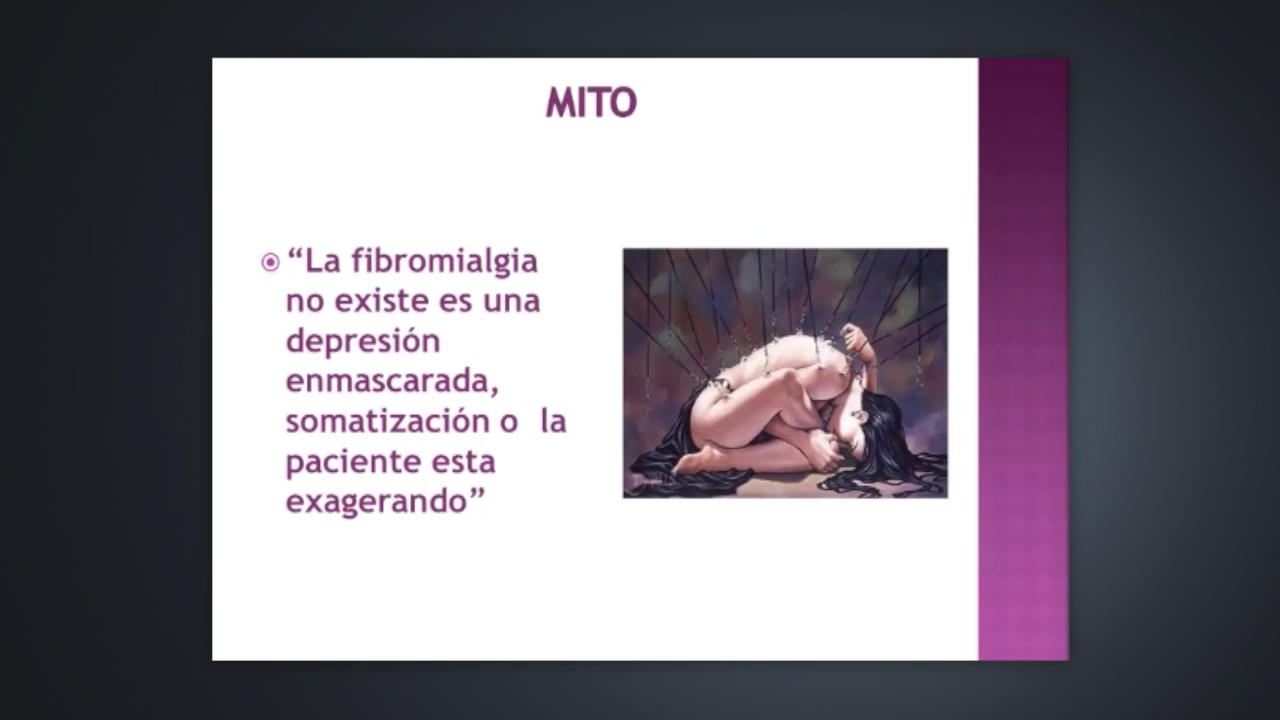 MITO
“La fibromialgia
no existe es una
depresión
enmascarada,
somatización o  la
paciente esta
exagerando”